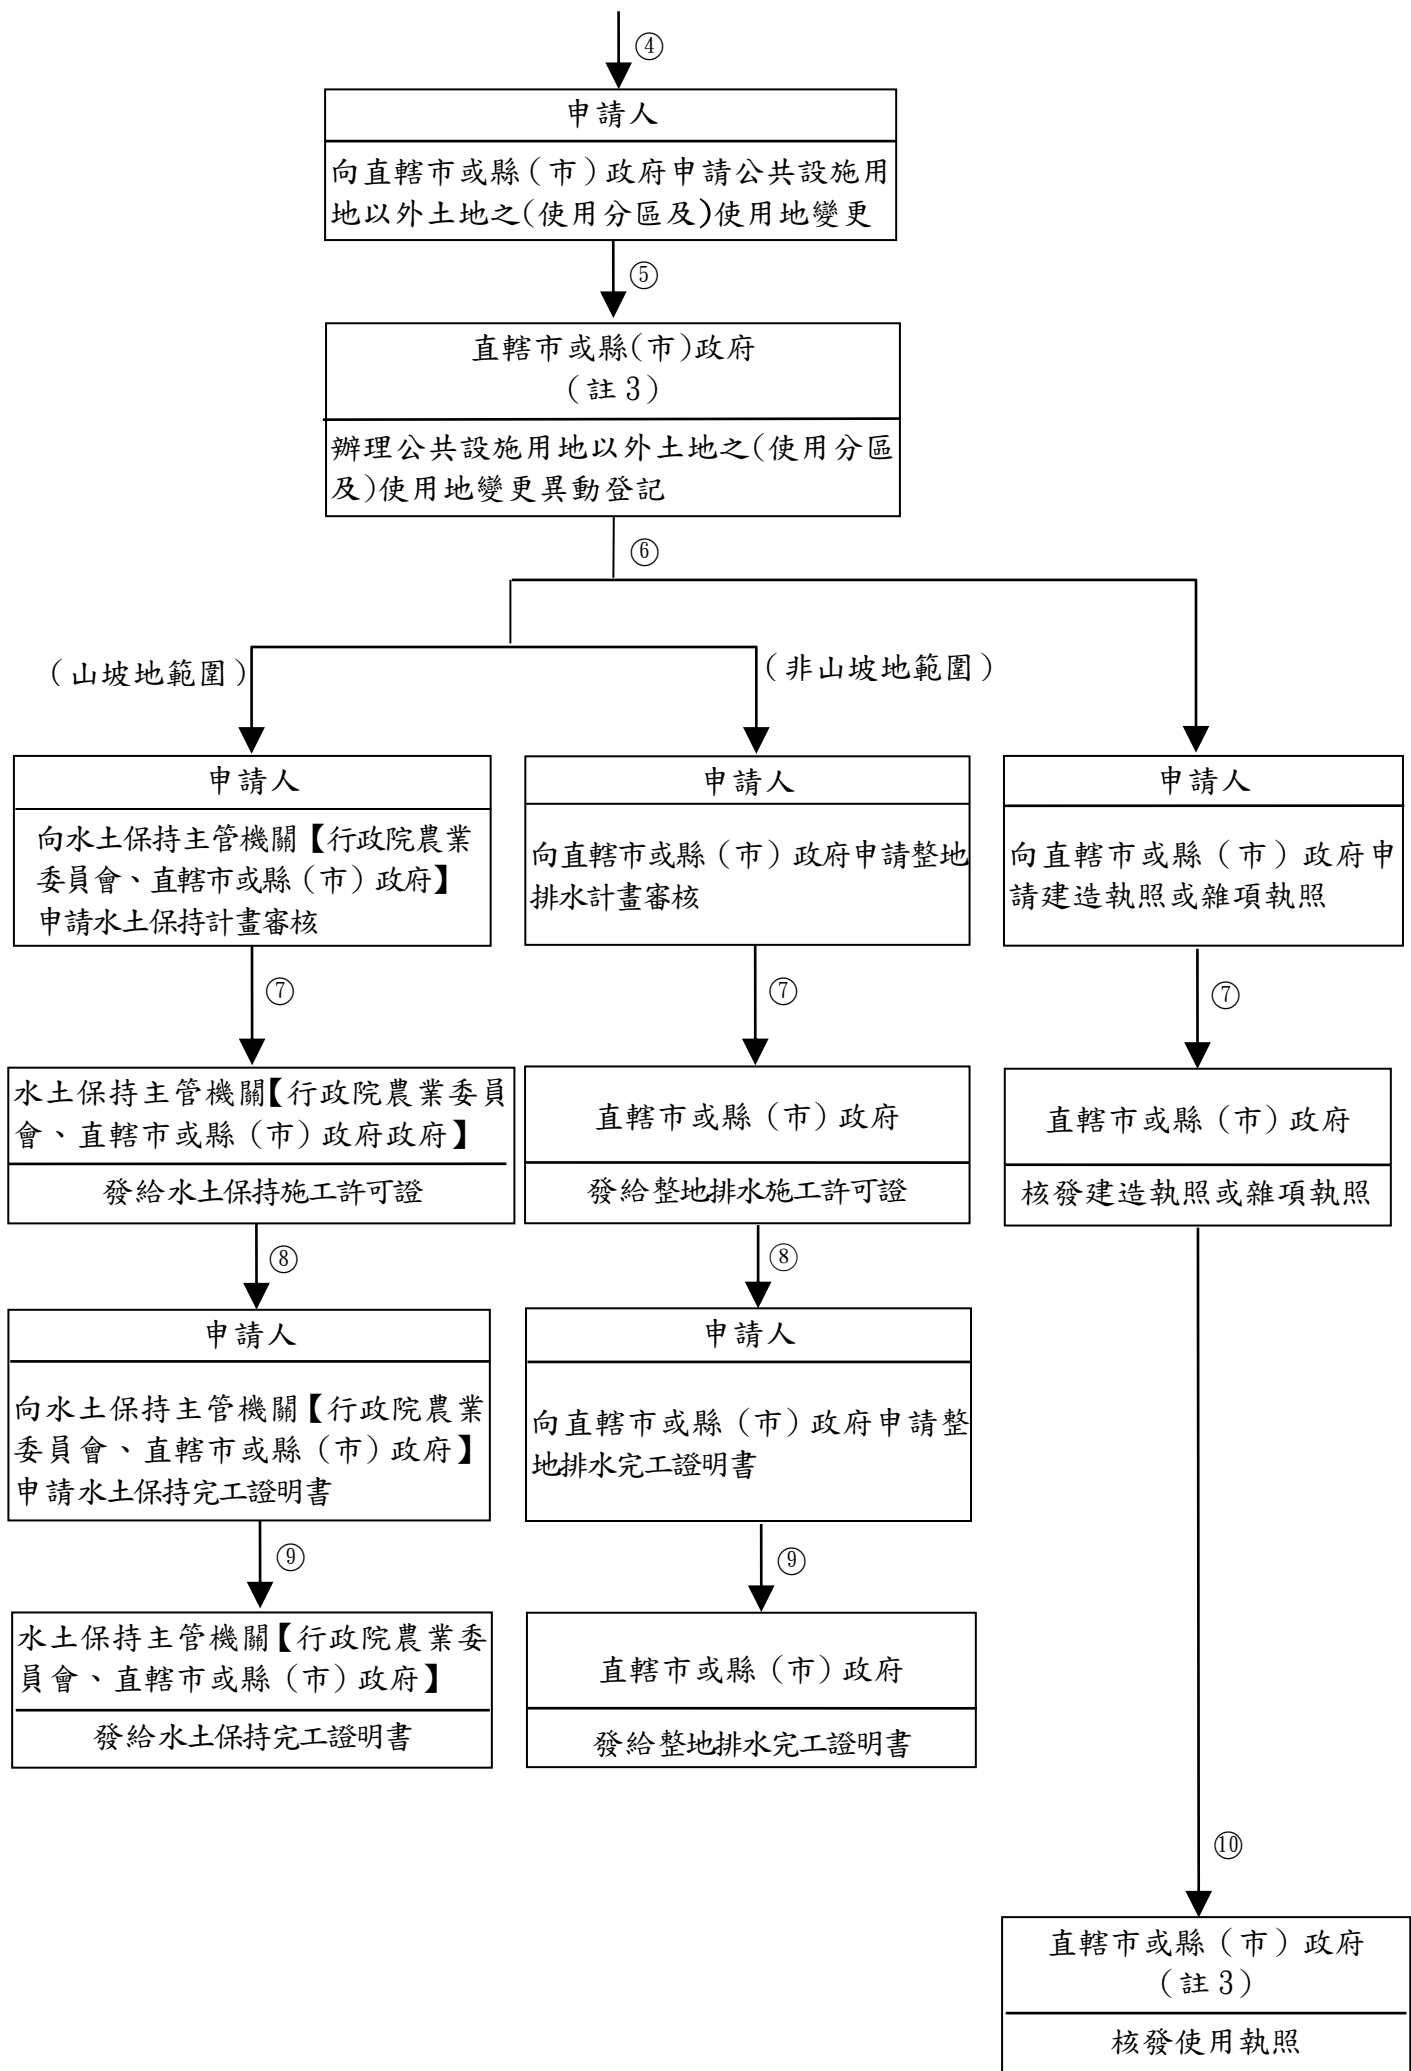 ④
申請人
向直轄市或縣（市）政府申請公共設施用
地以外土地之(使用分區及)使用地變更
⑤
直轄市或縣(市)政府
（註 3）
辦理公共設施用地以外土地之(使用分區
及)使用地變更異動登記
⑥
（山坡地範圍）
（非山坡地範圍）
申請人
向水土保持主管機關【行政院農業
委員會、直轄市或縣（市）政府】
申請水土保持計畫審核
申請人
向直轄市或縣（市）政府申請整地
排水計畫審核
申請人
向直轄市或縣（市）政府申
請建造執照或雜項執照
⑦
⑦
⑦
水土保持主管機關【行政院農業委員
會、直轄市或縣（市）政府政府】
發給水土保持施工許可證
直轄市或縣（市）政府
發給整地排水施工許可證
直轄市或縣（市）政府
核發建造執照或雜項執照
⑧
⑧
申請人
向水土保持主管機關【行政院農業
委員會、直轄市或縣（市）政府】
申請水土保持完工證明書
申請人
向直轄市或縣（市）政府申請整
地排水完工證明書
⑨
⑨
水土保持主管機關【行政院農業委
員會、直轄市或縣（市）政府】
發給水土保持完工證明書
直轄市或縣（市）政府
發給整地排水完工證明書
⑩
直轄市或縣（市）政府
（註 3）
核發使用執照